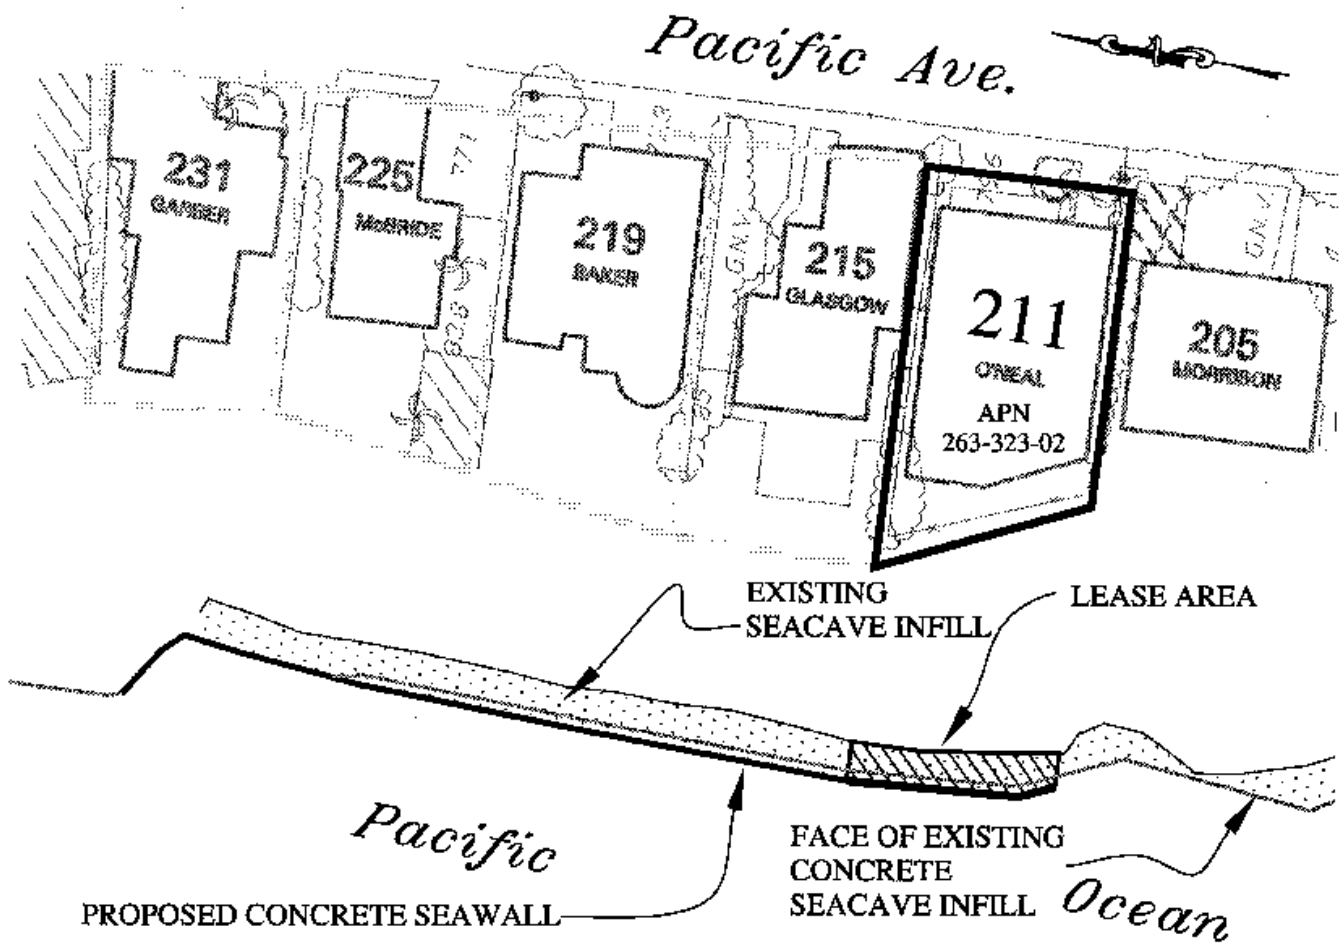 Pacific Ave.
231
GARBER
225
McBRIDE
771
219
BAKER
215
GLASGOW
211
O'NEAL
APN
263-323-02
205
MORRISON
EXISTING
SEACAVE INFILL
LEASE AREA
Pacific
Ocean
FACE OF EXISTING
CONCRETE
SEACAVE INFILL
PROPOSED CONCRETE SEAWALL